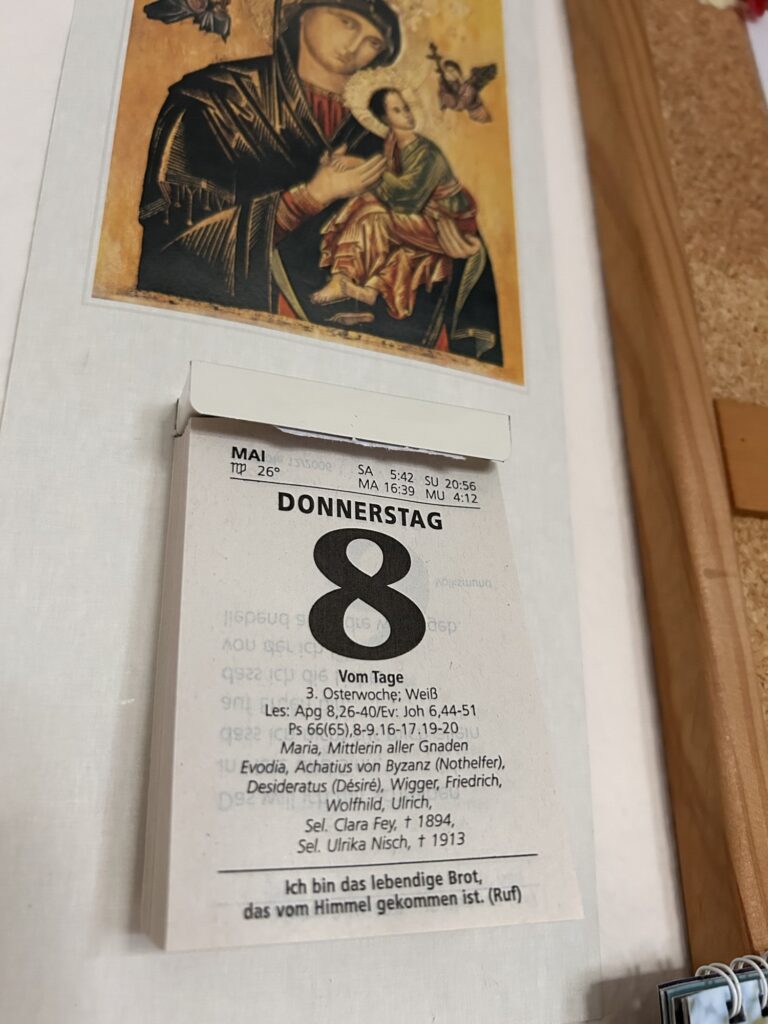 MAI
♍ 26° SA 5:42 SU 20:56
MA 16:39 MU 4:12
DONNERSTAG
8
Vom Tage
3. Osterwoche; Weiß
Les: Apg 8,26-40/Ev: Joh 6,44-51
Ps 66(65),8-9.16-17.19-20
Maria, Mittlerin aller Gnaden
Evodia, Achatius von Byzanz (Nothelfer),
Desideratus (Désiré), Wigger, Friedrich,
Wolfhild, Ulrich,
Sel. Clara Fey, † 1894,
Sel. Ulrika Nisch, † 1913
Ich bin das lebendige Brot,
das vom Himmel gekommen ist. (Ruf)